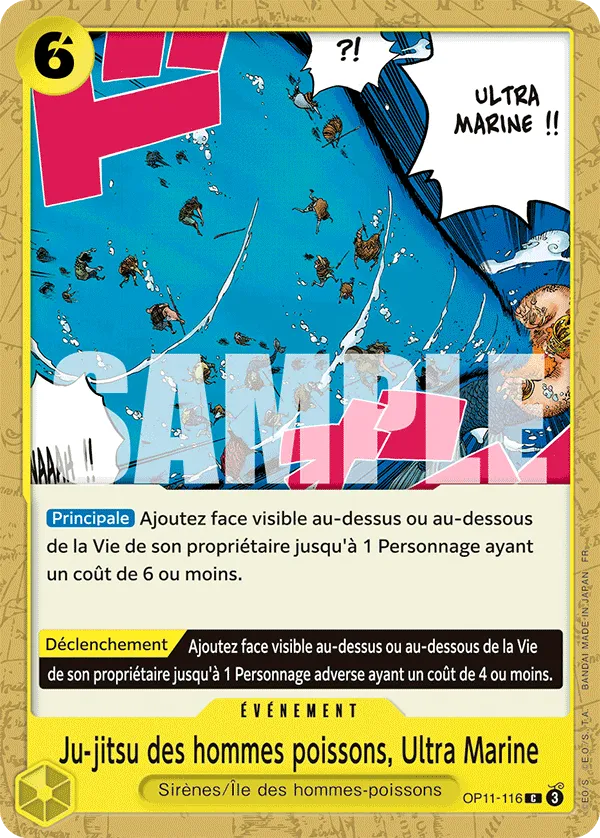 6
?!
ULTRA
MARINE !!
SAMPLE
NAAAH !!
Principale Ajoutez face visible au-dessus ou au-dessous
de la Vie de son propriétaire jusqu'à 1 Personnage ayant
un coût de 6 ou moins.
Déclenchement Ajoutez face visible au-dessus ou au-dessous de la Vie
de son propriétaire jusqu'à 1 Personnage adverse ayant un coût de 4 ou moins.
ÉVÉNEMENT
Ju-jitsu des hommes poissons, Ultra Marine
Sirènes/Île des hommes-poissons
OP11-116 C 3
©E.O./S. ©E.O./S.,T.A. BANDAI MADE IN JAPAN FR